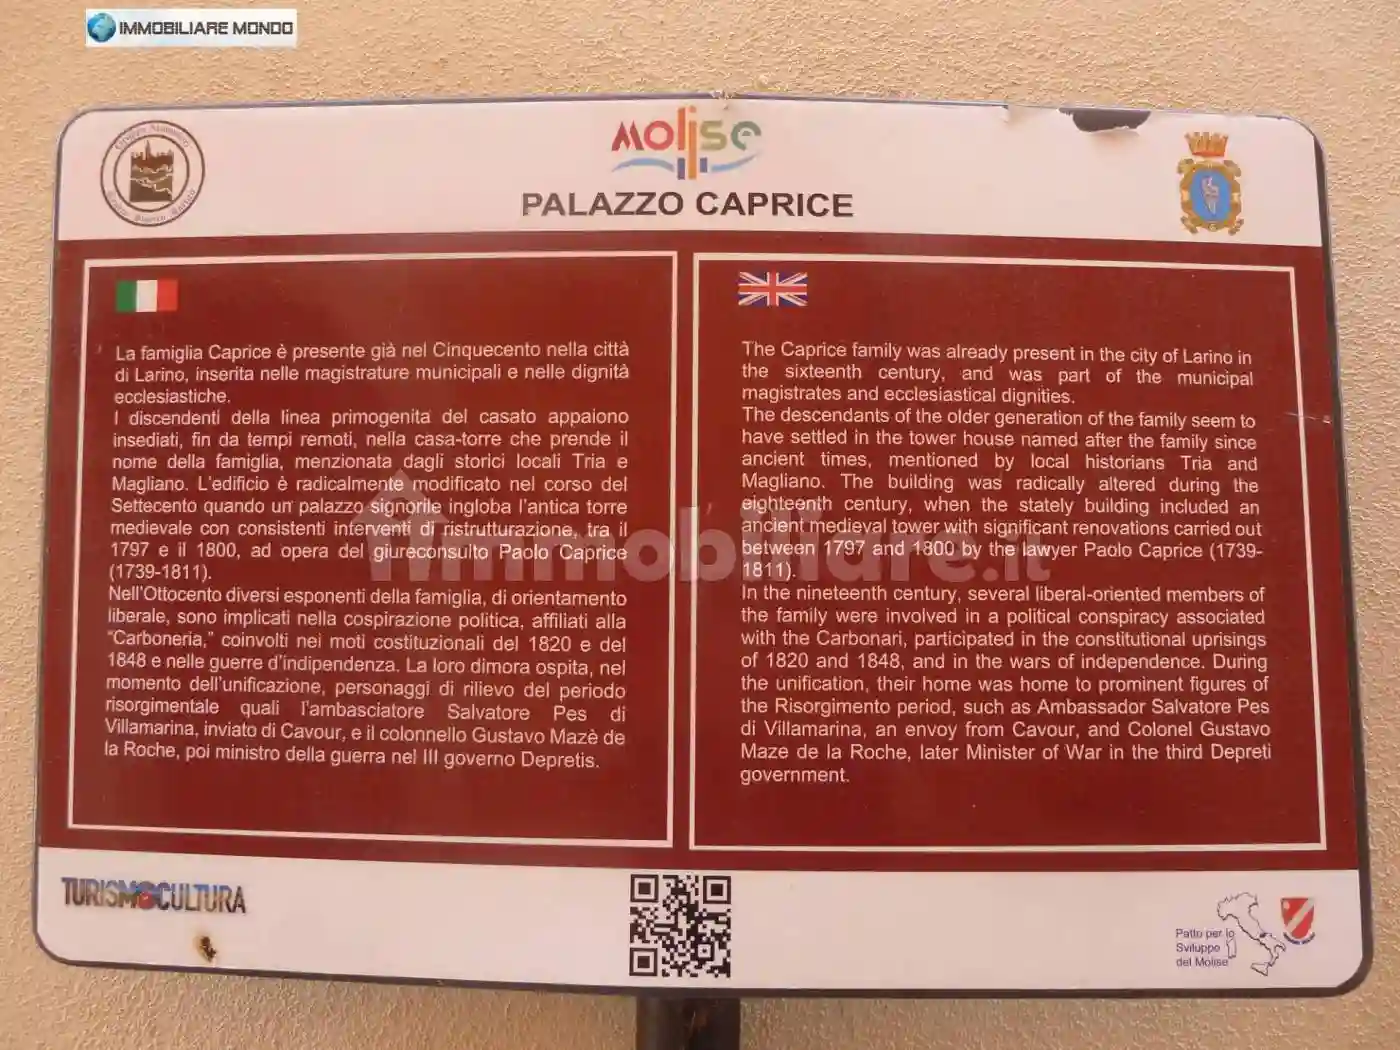 IMMOBILIARE MONDO
MOLISE
PALAZZO CAPRICE
La famiglia Caprice è presente già nel Cinquecento nella città
di Larino, inserita nelle magistrature municipali e nelle dignità
ecclesiastiche.
I discendenti della linea primogenita del casato appaiono
insediati, fin da tempi remoti, nella casa-torre che prende il
nome della famiglia, menzionata dagli storici locali Tria e
Magliano. L'edificio è radicalmente modificato nel corso del
Settecento quando un palazzo signorile ingloba l'antica torre
medievale con consistenti interventi di ristrutturazione, tra il
1797 e il 1800, ad opera del giureconsulto Paolo Caprice
(1739-1811).
Nell'Ottocento diversi esponenti della famiglia, di orientamento
liberale, sono implicati nella cospirazione politica, affiliati alla
"Carboneria," coinvolti nei moti costituzionali del 1820 e del
1848 e nelle guerre d'indipendenza. La loro dimora ospita, nel
momento dell'unificazione, personaggi di rilievo del periodo
risorgimentale quali l'ambasciatore Salvatore Pes di
Villamarina, inviato di Cavour, e il colonnello Gustavo Mazè de
la Roche, poi ministro della guerra nel III governo Depretis.
The Caprice family was already present in the city of Larino in
the sixteenth century, and was part of the municipal
magistrates and ecclesiastical dignities.
The descendants of the older generation of the family seem to
have settled in the tower house named after the family since
ancient times, mentioned by local historians Tria and
Magliano. The building was radically altered during the
eighteenth century, when the stately building included an
ancient medieval tower with significant renovations carried out
between 1797 and 1800 by the lawyer Paolo Caprice (1739-
1811).
In the nineteenth century, several liberal-oriented members of
the family were involved in a political conspiracy associated
with the Carbonari, participated in the constitutional uprisings
of 1820 and 1848, and in the wars of independence. During
the unification, their home was home to prominent figures of
the Risorgimento period, such as Ambassador Salvatore Pes
di Villamarina, an envoy from Cavour, and Colonel Gustavo
Maze de la Roche, later Minister of War in the third Depreti
government.
immobiliare.it
TURISMOCULTURA
Patto per lo
Sviluppo
del Molise